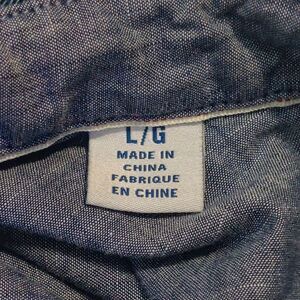 L/G
MADE IN
CHINA
FABRIQUE
EN CHINE